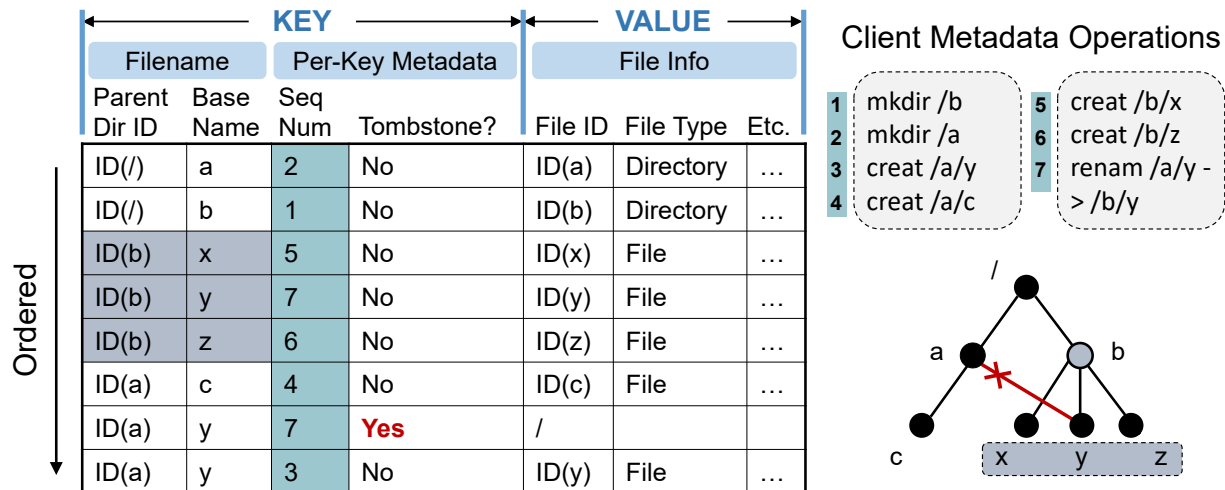 KEY VALUE
Filename Per-Key Metadata File Info
Parent Dir ID Base Name Seq Num Tombstone? File ID File Type Etc.
ID(/) a 2 No ID(a) Directory …
ID(/) b 1 No ID(b) Directory …
ID(b) x 5 No ID(x) File …
ID(b) y 7 No ID(y) File …
ID(b) z 6 No ID(z) File …
ID(a) c 4 No ID(c) File …
ID(a) y 7 Yes /
ID(a) y 3 No ID(y) File …
Ordered
Client Metadata Operations
1 mkdir /b
2 mkdir /a
3 creat /a/y
4 creat /a/c
5 creat /b/x
6 creat /b/z
7 renam /a/y -
> /b/y
/
a b
c x y z